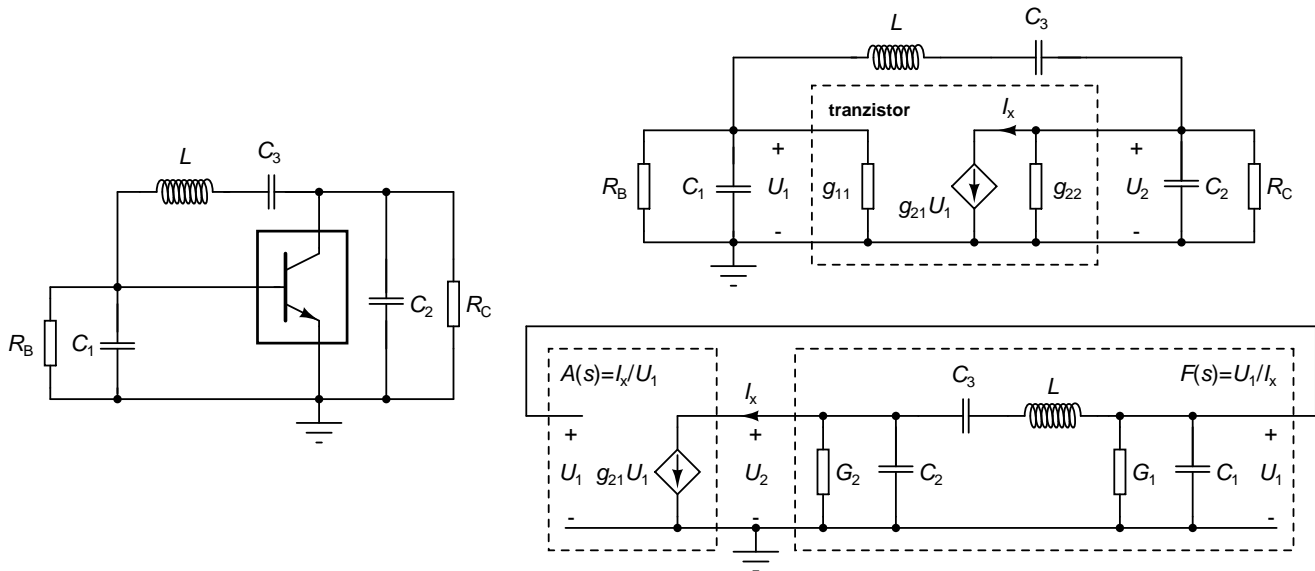 L
C3
RB
C1
C2
RC
L
C3
tranzistor
Ix
RB
C1
+
U1
-
g11
g21U1
g22
+
U2
-
C2
RC
A(s)=Ix/U1
Ix
+
U1
-
g21U1
+
U2
-
F(s)=U1/Ix
C3
L
G2
C2
G1
C1
+
U1
-